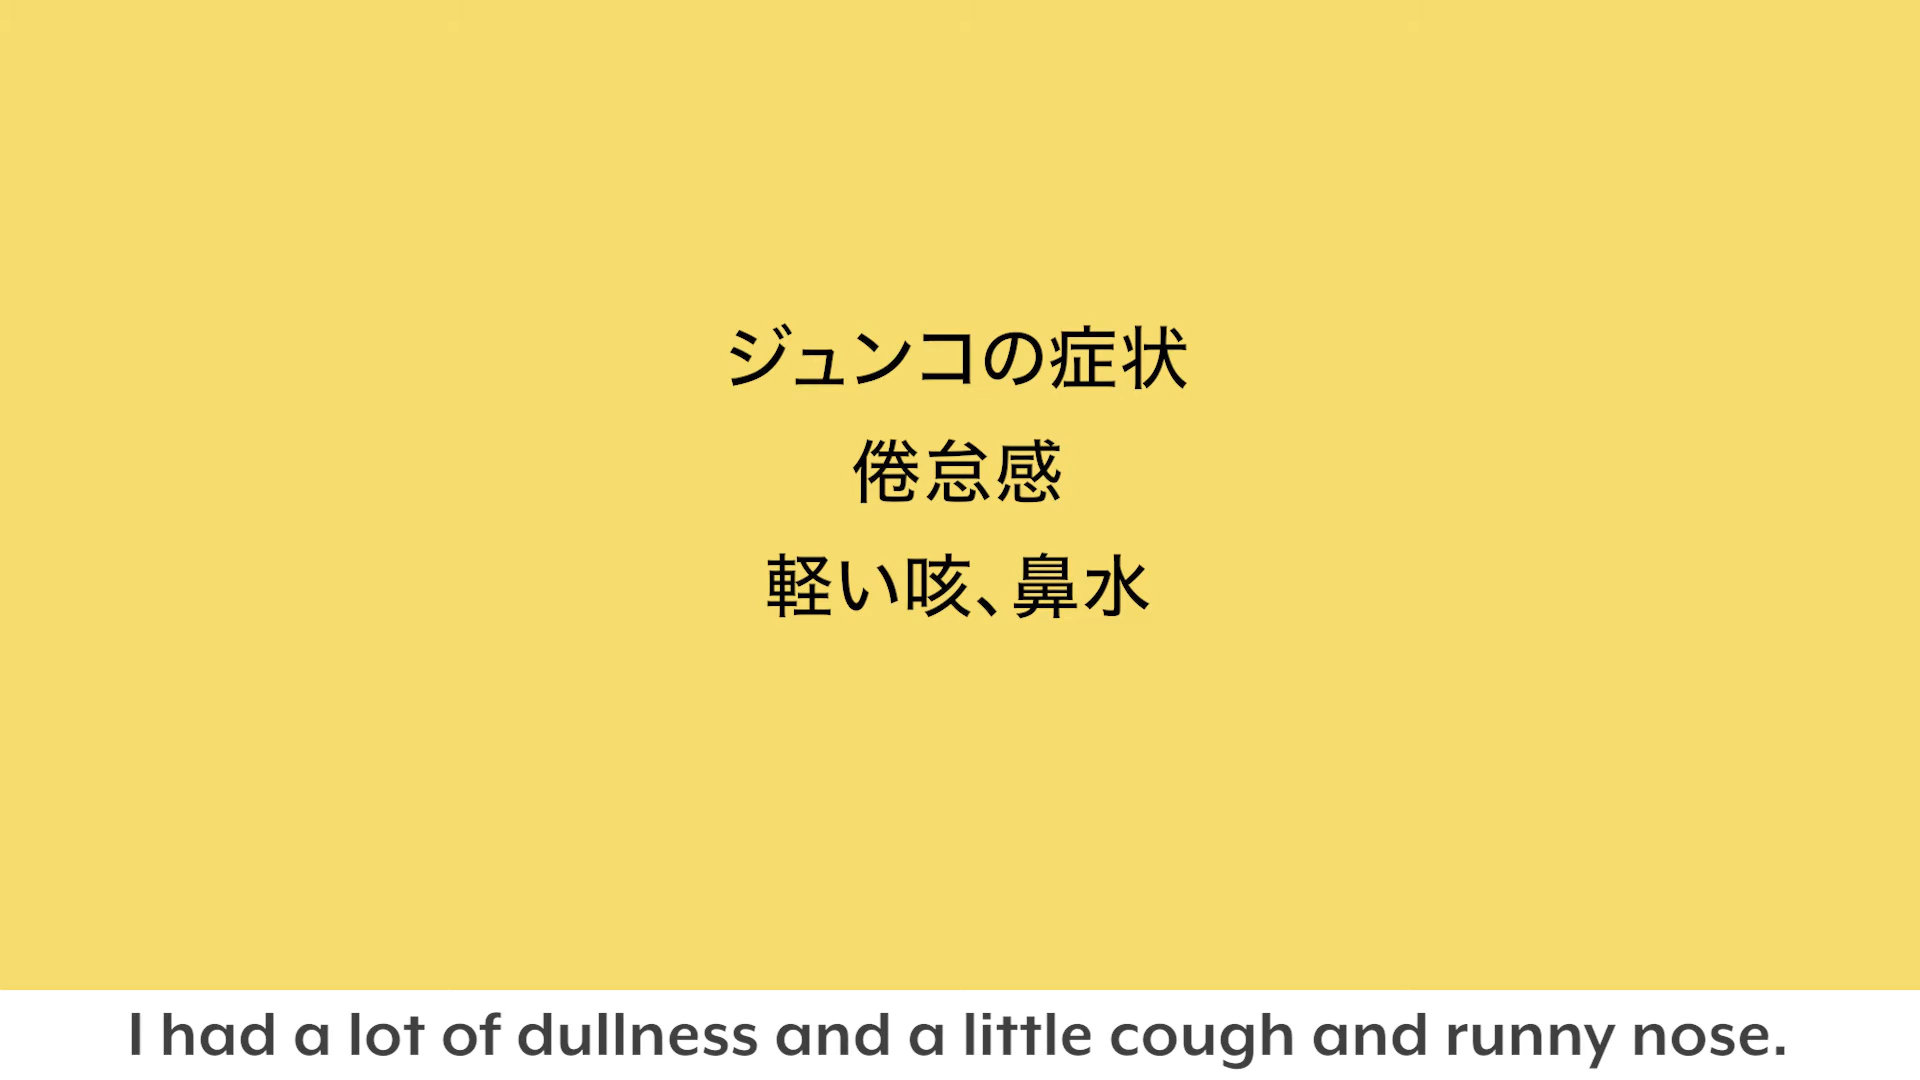 ジュンコの症状
倦怠感
軽い咳、鼻水
I had a lot of dullness and a little cough and runny nose.